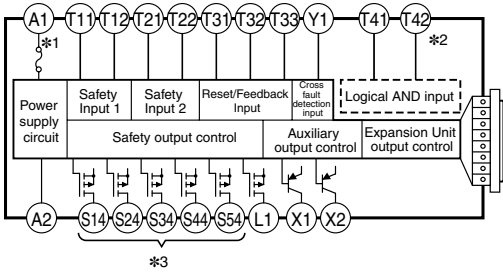 A1 T11 T12 T21 T22 T31 T32 T33 Y1 T41 T42
*1
*2
Power
supply
circuit
Safety
Input 1
Safety
Input 2
Reset/Feedback
Input
Cross
fault
detection
input
Logical AND input
Safety output control
Auxiliary
output control
Expansion Unit
output control
A2 S14 S24 S34 S44 S54 L1 X1 X2
*3